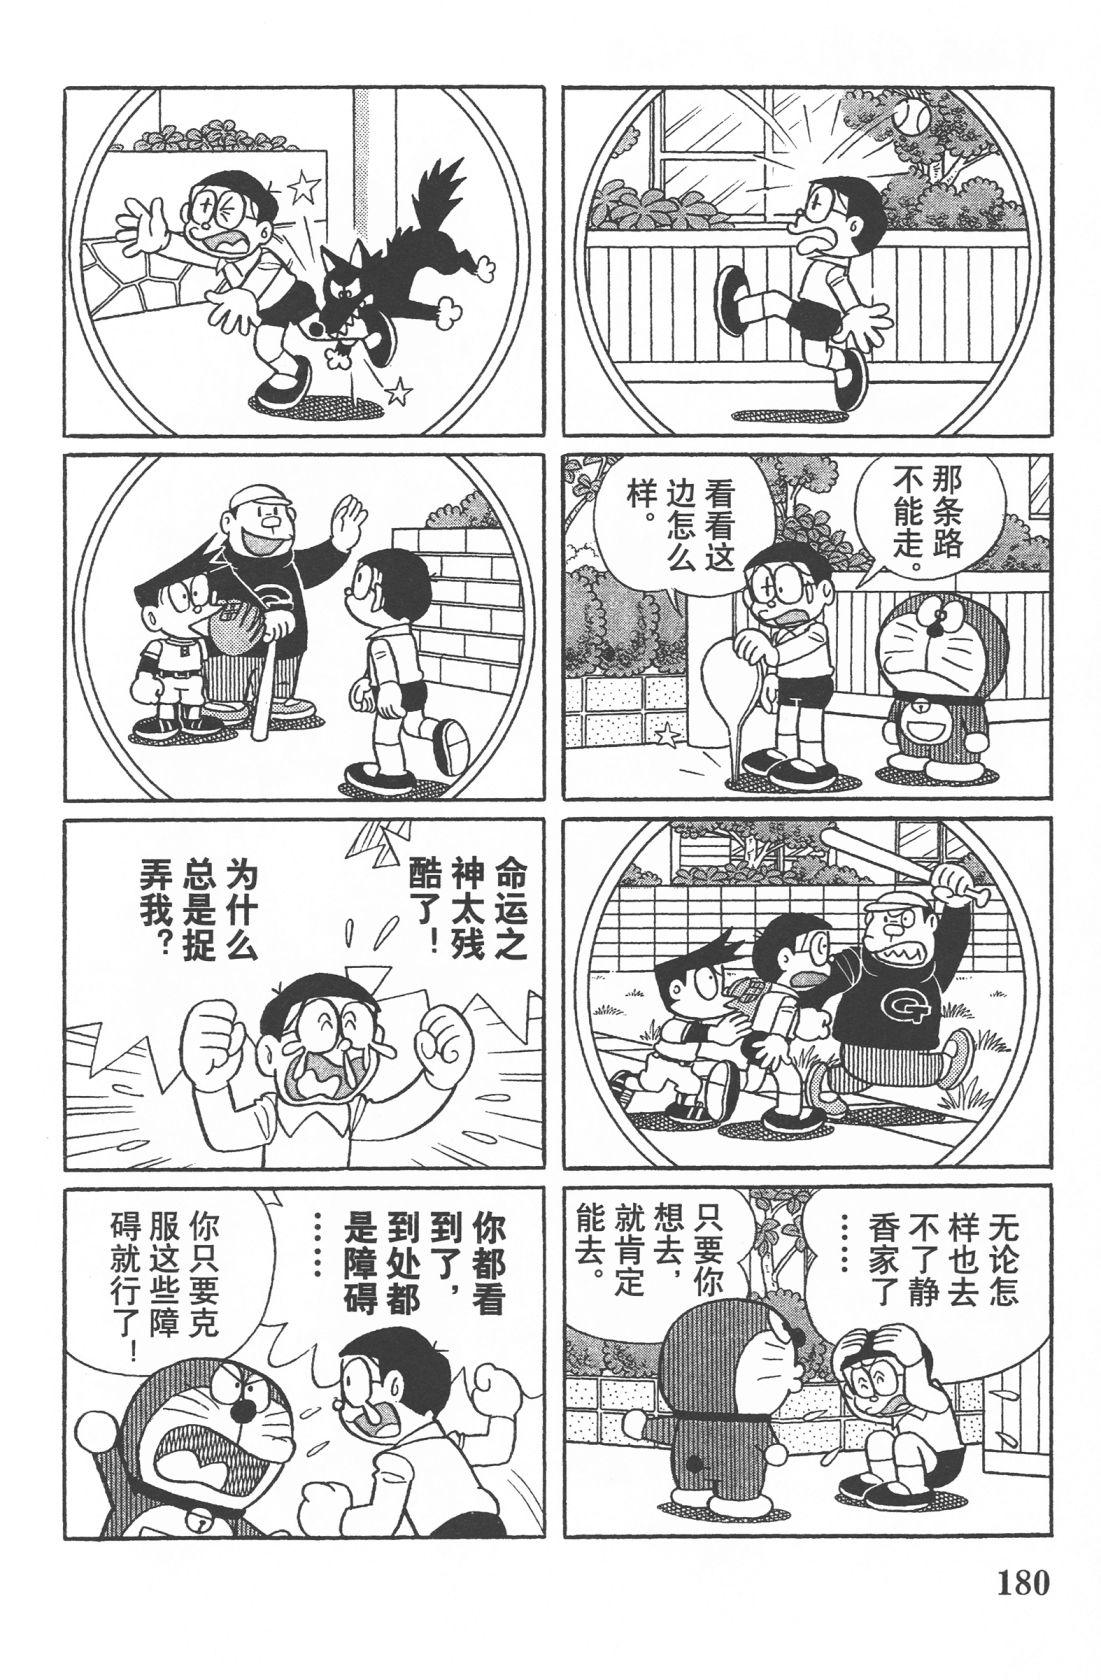 那条路
不能走。
看看这
边怎么
样。
G
命运之
神太残
酷了！
为什么
总是捉
弄我？
无论怎
样也去
不了静
香家了
……
只要你
想去，
就肯定
能去。
你都看
到了，
到处都
是障碍
……
你只要克
服这些障
碍就行了！
180